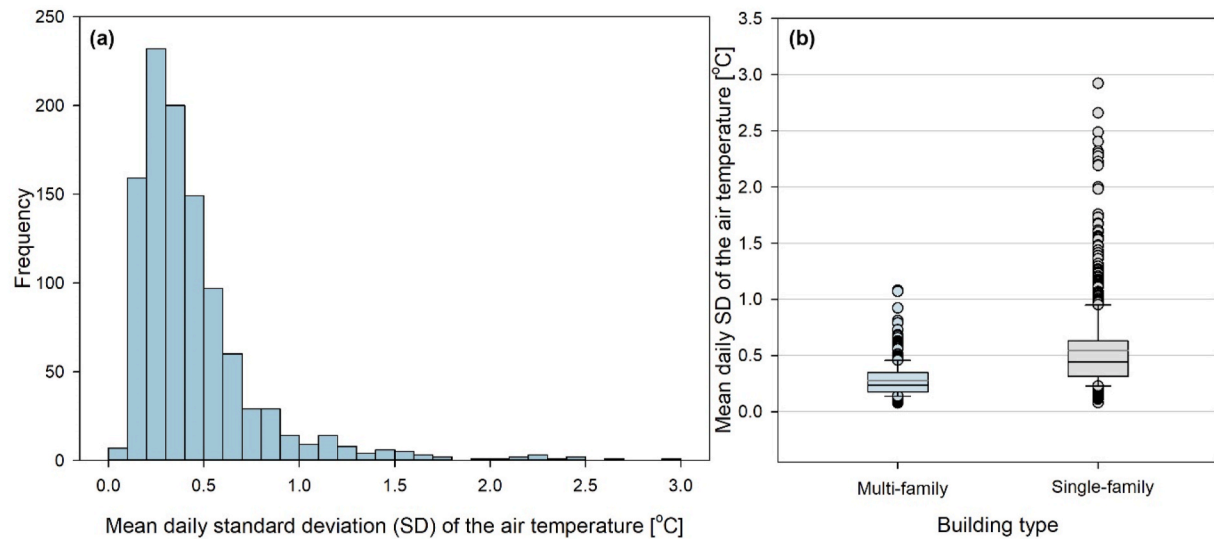 (a)
250
200
150
100
50
0
Frequency
0.0 0.5 1.0 1.5 2.0 2.5 3.0
Mean daily standard deviation (SD) of the air temperature [°C]
(b)
3.5
3.0
2.5
2.0
1.5
1.0
0.5
0.0
Mean daily SD of the air temperature [°C]
Multi-family Single-family
Building type